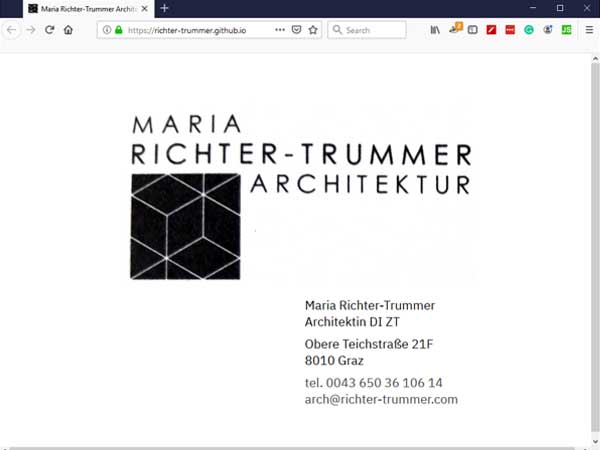 Maria Richter-Trummer Archite
https://richter-trummer.github.io
Search
MARIA
RICHTER-TRUMMER
ARCHITEKTUR
Maria Richter-Trummer
Architektin DI ZT
Obere Teichstraße 21F
8010 Graz
tel. 0043 650 36 106 14
arch@richter-trummer.com